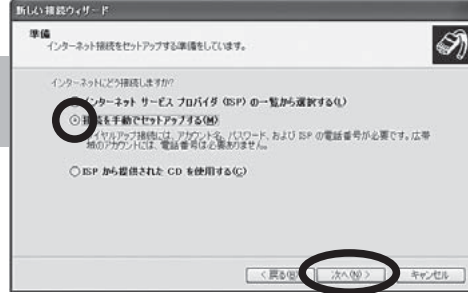 新しい接続ウィザード
準備
インターネット接続をセットアップする準備をしています。
インターネットにどう接続しますか?
インターネット サービス プロバイダ (ISP) の一覧から選択する(L)
接続を手動でセットアップする(M)
ダイヤルアップ接続には、アカウント名、パスワード、および ISP の電話番号が必要です。広帯
域のアカウントには、電話番号は必要ありません。
ISP から提供された CD を使用する(C)
< 戻る(B) 次へ(N) > キャンセル